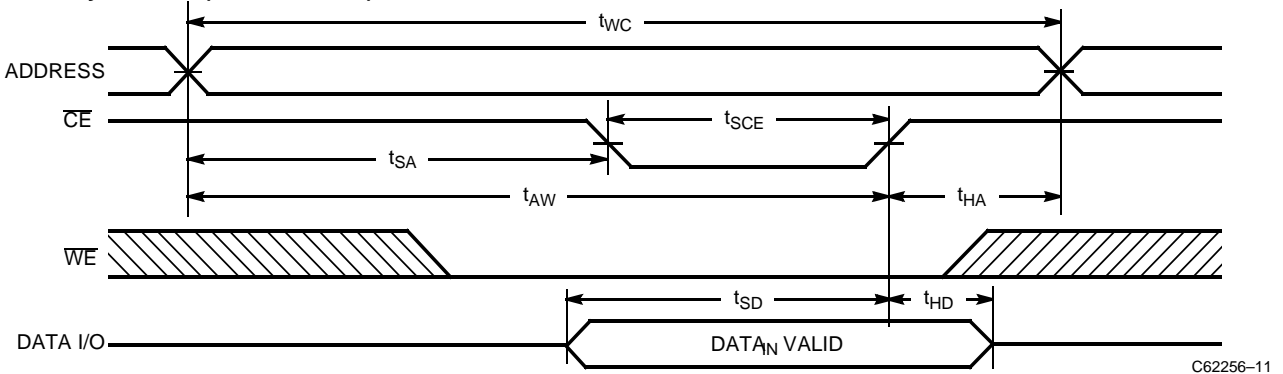 tWC
ADDRESS
CE
tSCE
tSA
tAW
tHA
WE
tSD
tHD
DATA I/O
DATAIN VALID
C62256–11